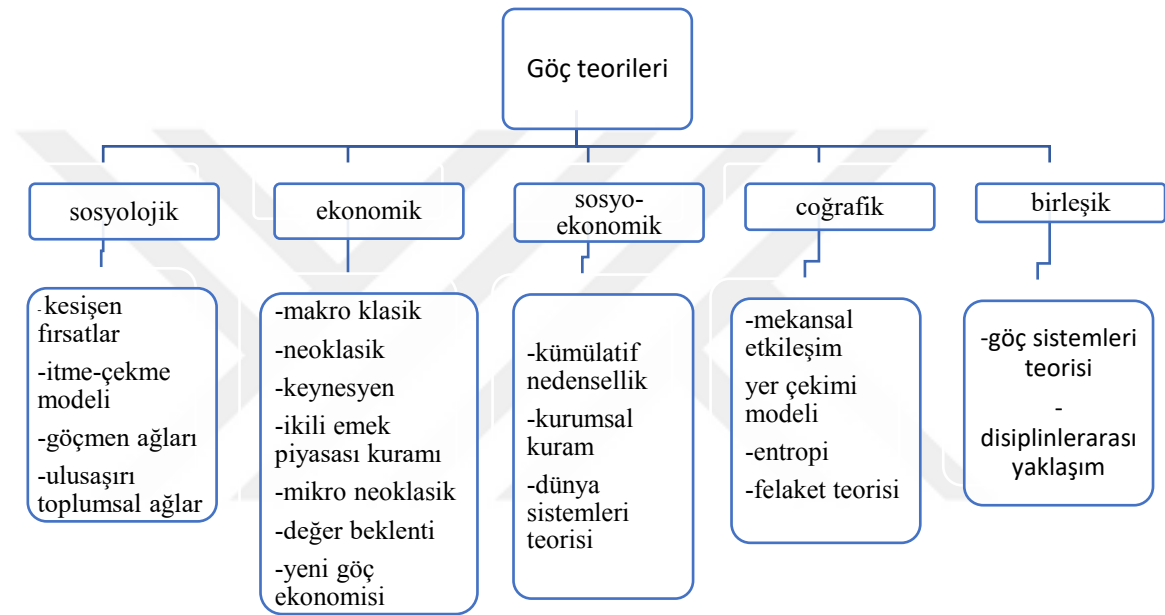 Göç teorileri
sosyolojik
ekonomik
sosyo-
ekonomik
coğrafik
birleşik
-kesişen
fırsatlar
-itme-çekme
modeli
-göçmen ağları
-ulusaşırı
toplumsal ağlar
-makro klasik
-neoklasik
-keynesyen
-ikili emek
piyasası kuramı
-mikro neoklasik
-değer beklenti
-yeni göç
ekonomisi
-kümülatif
nedensellik
-kurumsal
kuram
-dünya
sistemleri
teorisi
-mekansal
etkileşim
yer çekimi
modeli
-entropi
-felaket teorisi
-göç sistemleri
teorisi
-
disiplinlerarası
yaklaşım